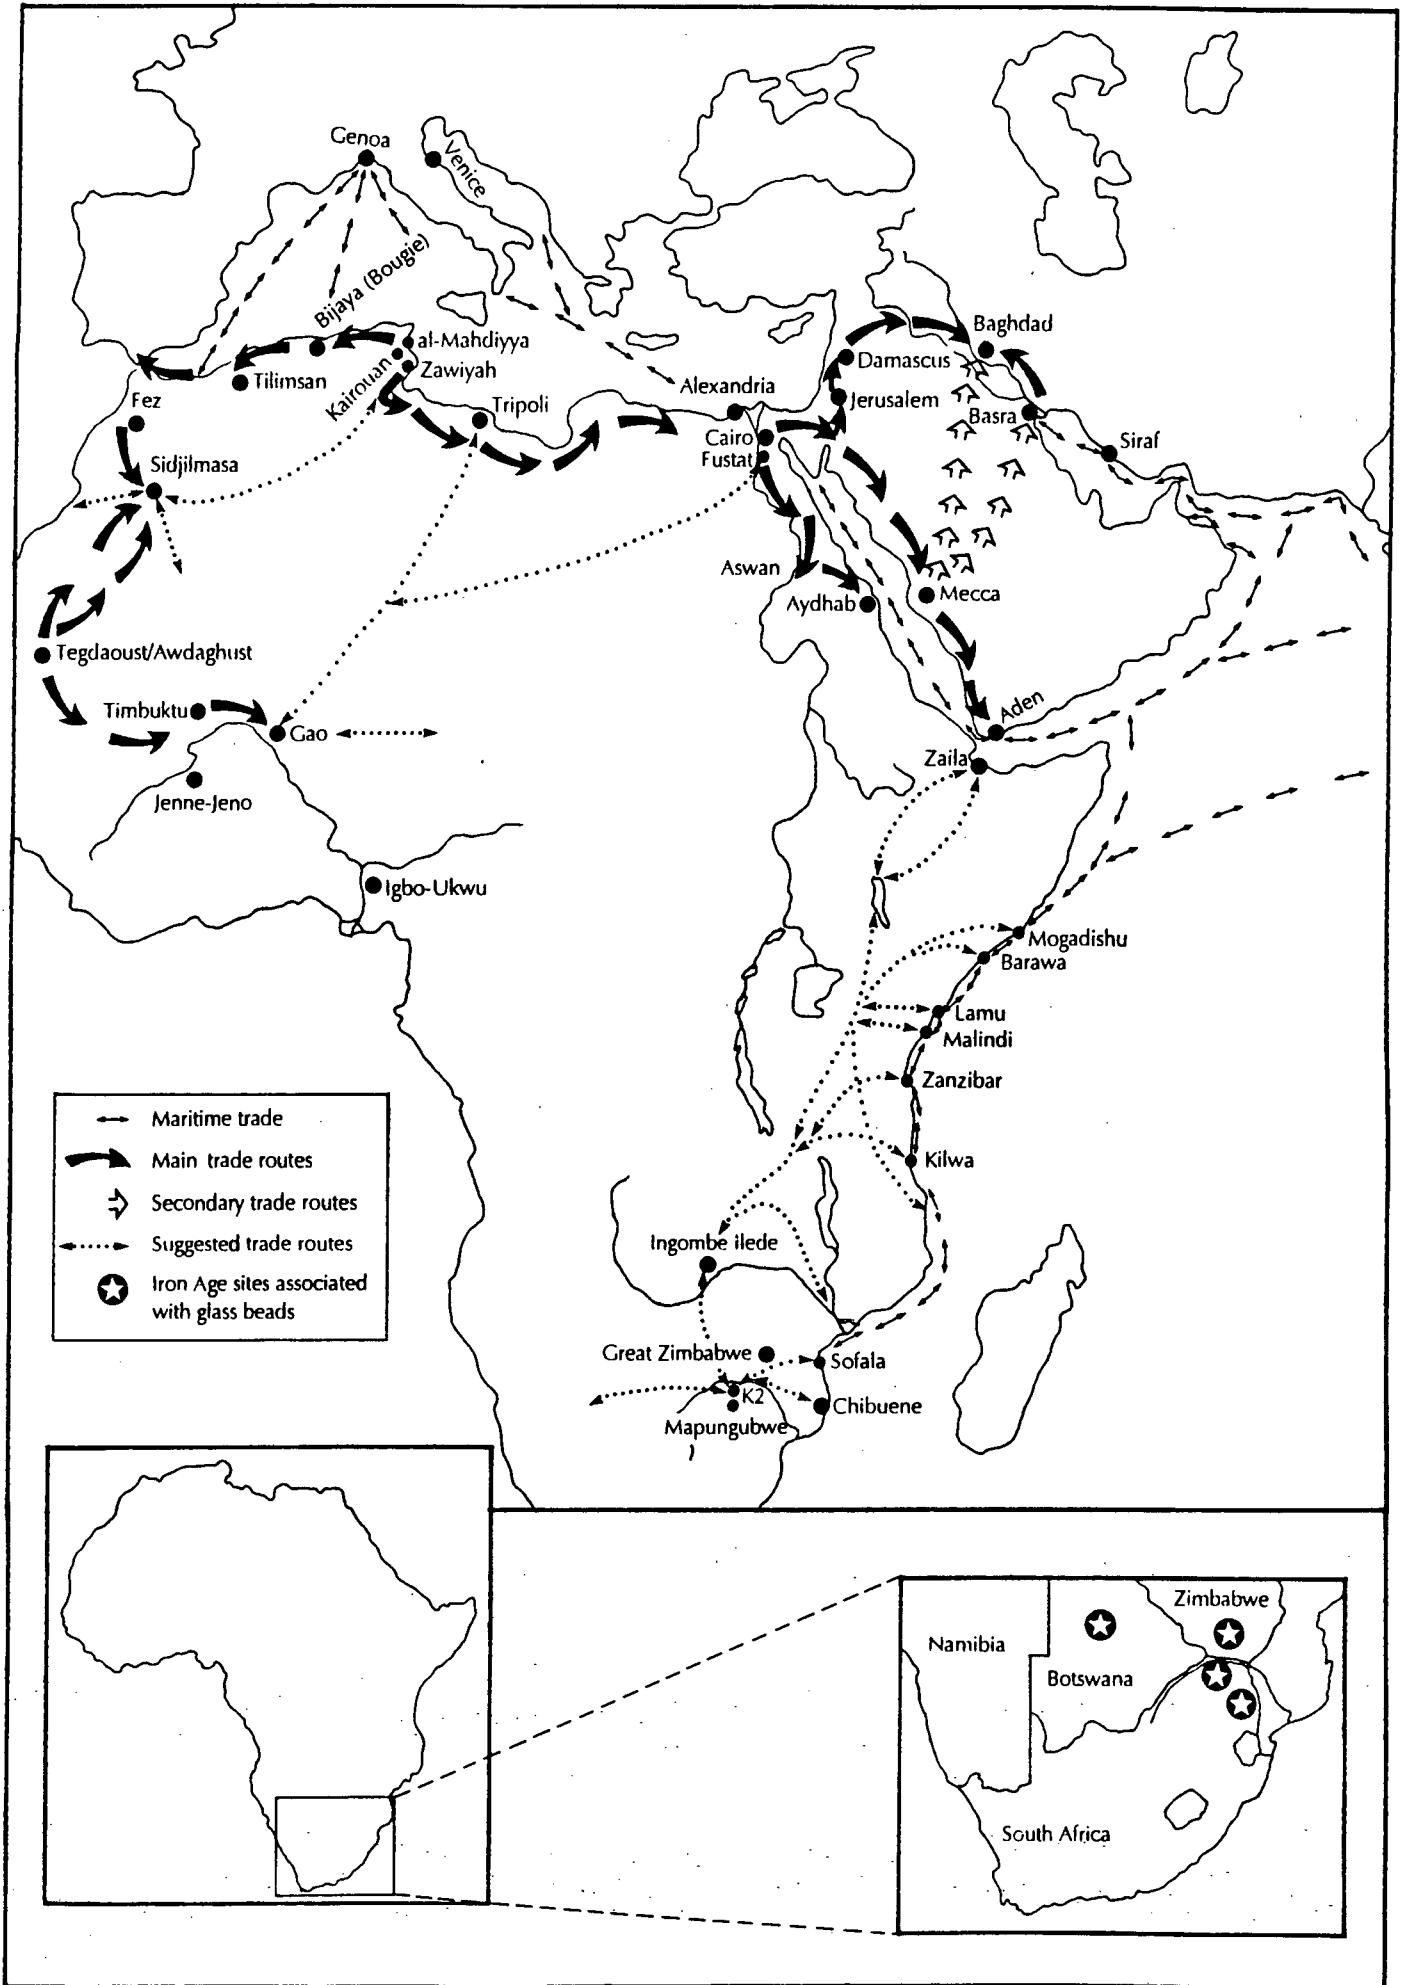 Genoa
Venice
Bijaya (Bougie)
al-Mahdiyya
Zawiyah
Kairouan
Tilimsan
Fez
Tripoli
Alexandria
Cairo
Fustat
Damascus
Jerusalem
Baghdad
Basra
Siraf
Sidjilmasa
Aswan
Aydhab
Mecca
Tegdaoust/Awdaghust
Timbuktu
Gao
Jenne-Jeno
Aden
Zaila
Igbo-Ukwu
Mogadishu
Barawa
Lamu
Malindi
Zanzibar
Kilwa
Maritime trade
Main trade routes
Secondary trade routes
Suggested trade routes
Iron Age sites associated
with glass beads
Ingombe ilede
Great Zimbabwe
Sofala
K2
Chibuene
Mapungubwe
Zimbabwe
Namibia
Botswana
South Africa